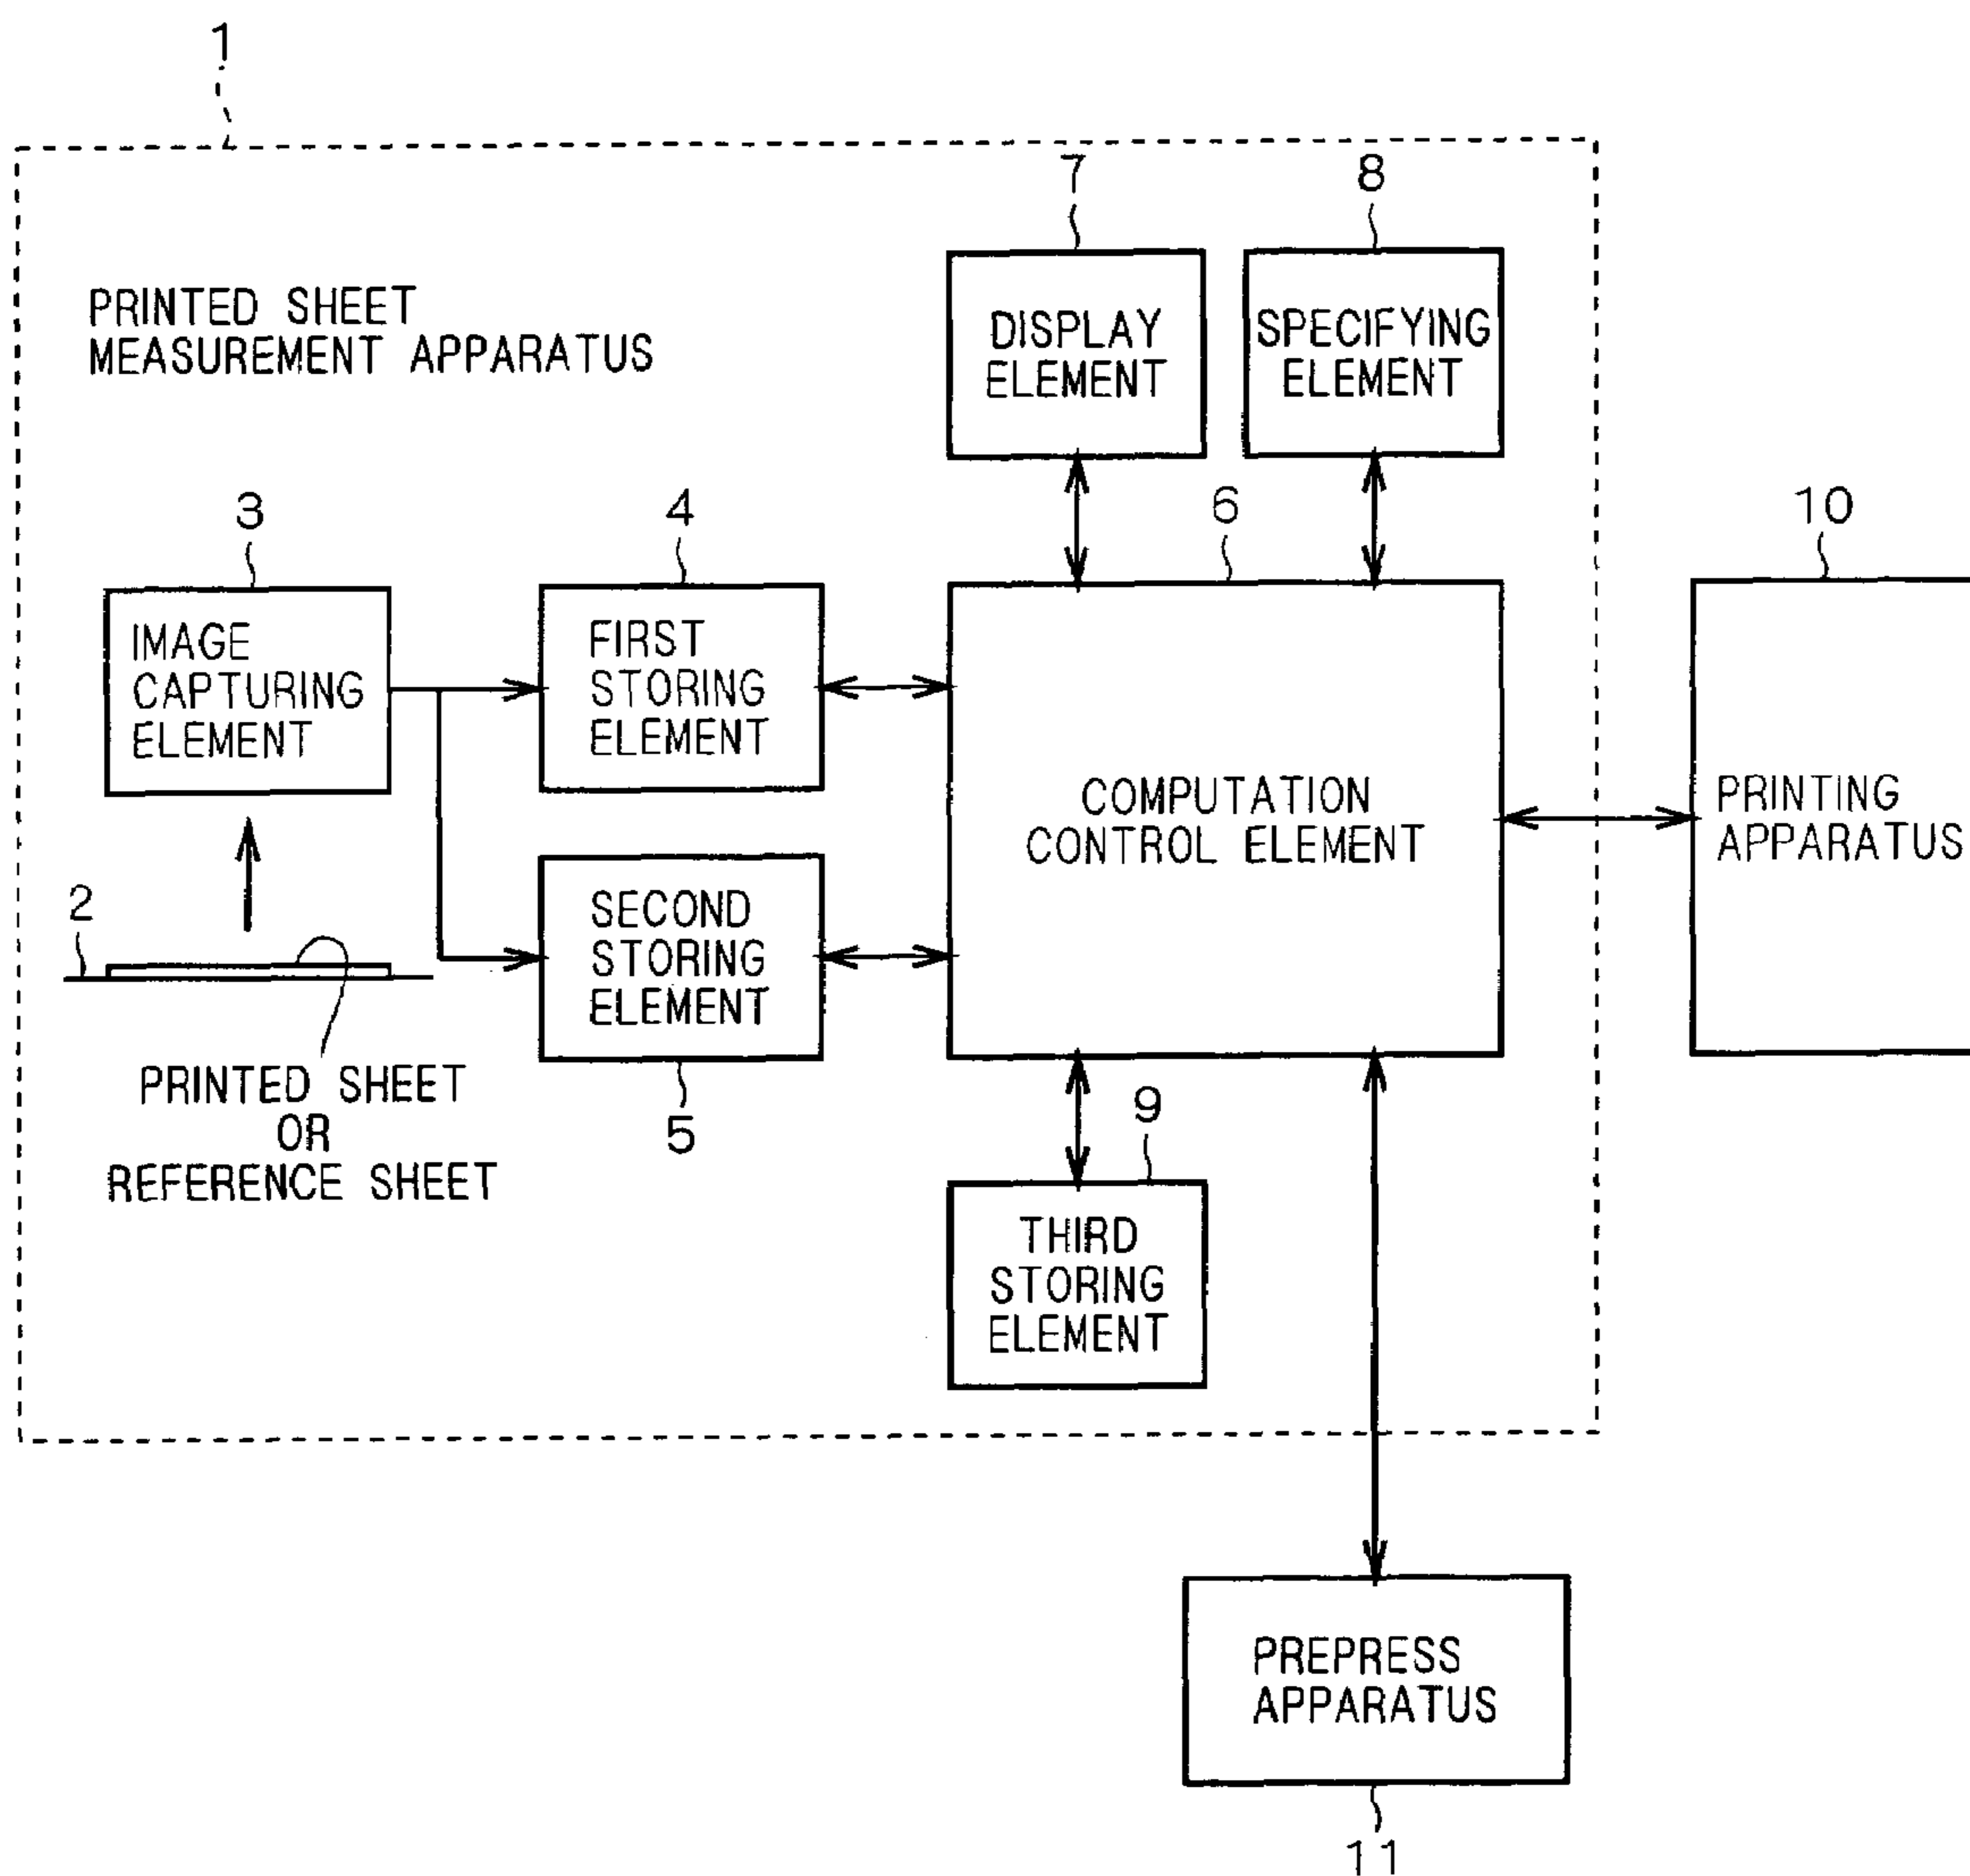 1
PRINTED SHEET
MEASUREMENT APPARATUS
7
8
DISPLAY
ELEMENT
SPECIFYING
ELEMENT
3
4
6
10
IMAGE
CAPTURING
ELEMENT
FIRST
STORING
ELEMENT
COMPUTATION
CONTROL ELEMENT
PRINTING
APPARATUS
2
SECOND
STORING
ELEMENT
5
PRINTED SHEET
OR
REFERENCE SHEET
9
THIRD
STORING
ELEMENT
PREPRESS
APPARATUS
11